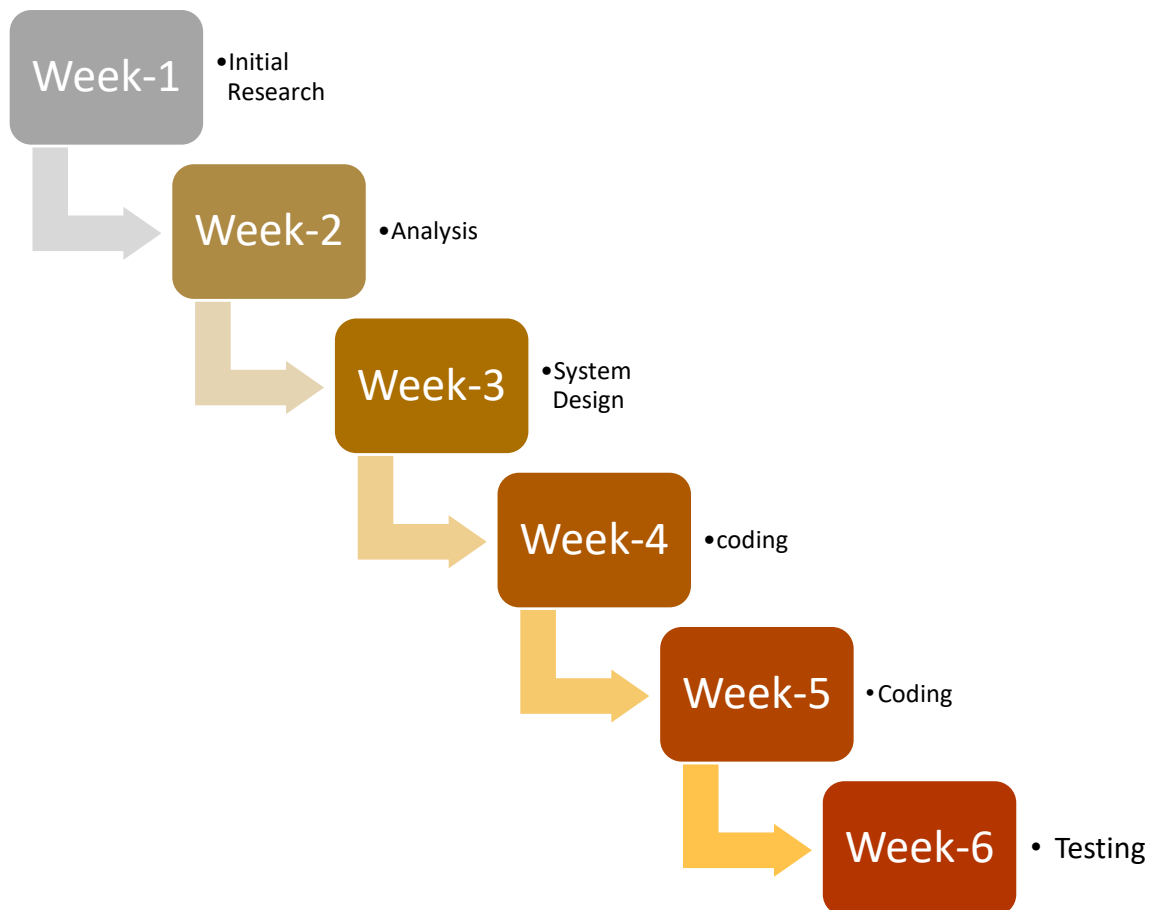 Week-1
•Initial
Research
Week-2
•Analysis
Week-3
•System
Design
Week-4
•coding
Week-5
•Coding
Week-6
• Testing